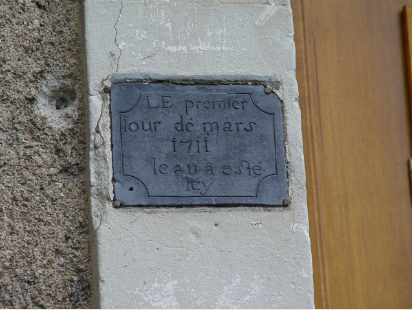 LE premier
iour de mars
1711
leau a esté
Icy